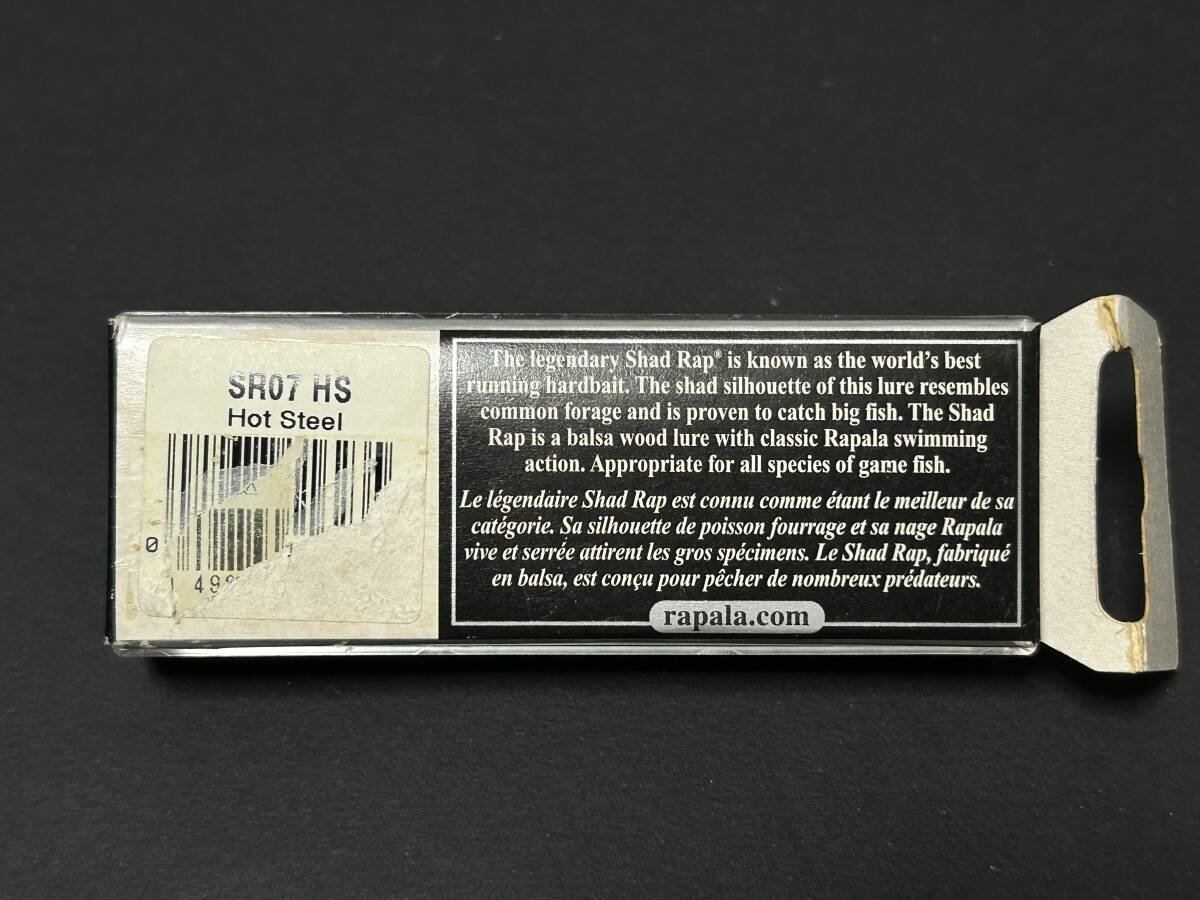 SR07 HS
Hot Steel
0
The legendary Shad Rap® is known as the world's best
running hardbait. The shad silhouette of this lure resembles
common forage and is proven to catch big fish. The Shad
Rap is a balsa wood lure with classic Rapala swimming
action. Appropriate for all species of game fish.
Le légendaire Shad Rap est connu comme étant le meilleur de sa
catégorie. Sa silhouette de poisson fourrage et sa nage Rapala
vive et serrée attirent les gros spécimens. Le Shad Rap, fabriqué
en balsa, est conçu pour pêcher de nombreux prédateurs.
rapala.com